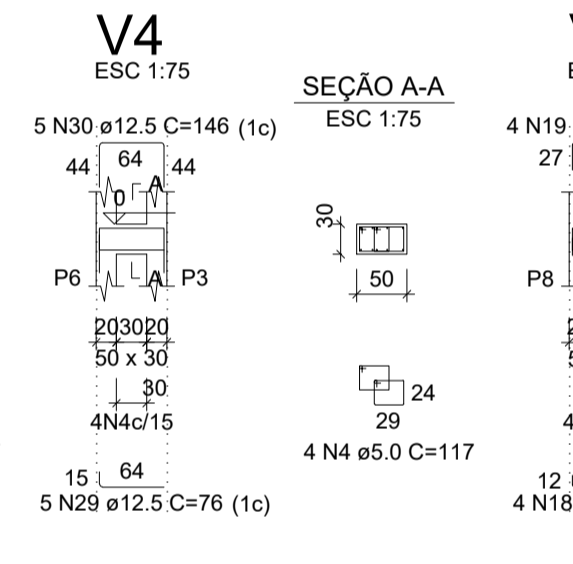 V4
ESC 1:75
5 N30 ø12.5 C=146 (1c)
44
64
44
0
A
A
P6
P3
20
30
20
50 x 30
30
4N4c/15
15
64
5 N29 ø12.5 C=76 (1c)
SEÇÃO A-A
ESC 1:75
30
50
24
29
4 N4 ø5.0 C=117
4 N19
27
P8
12
4 N18